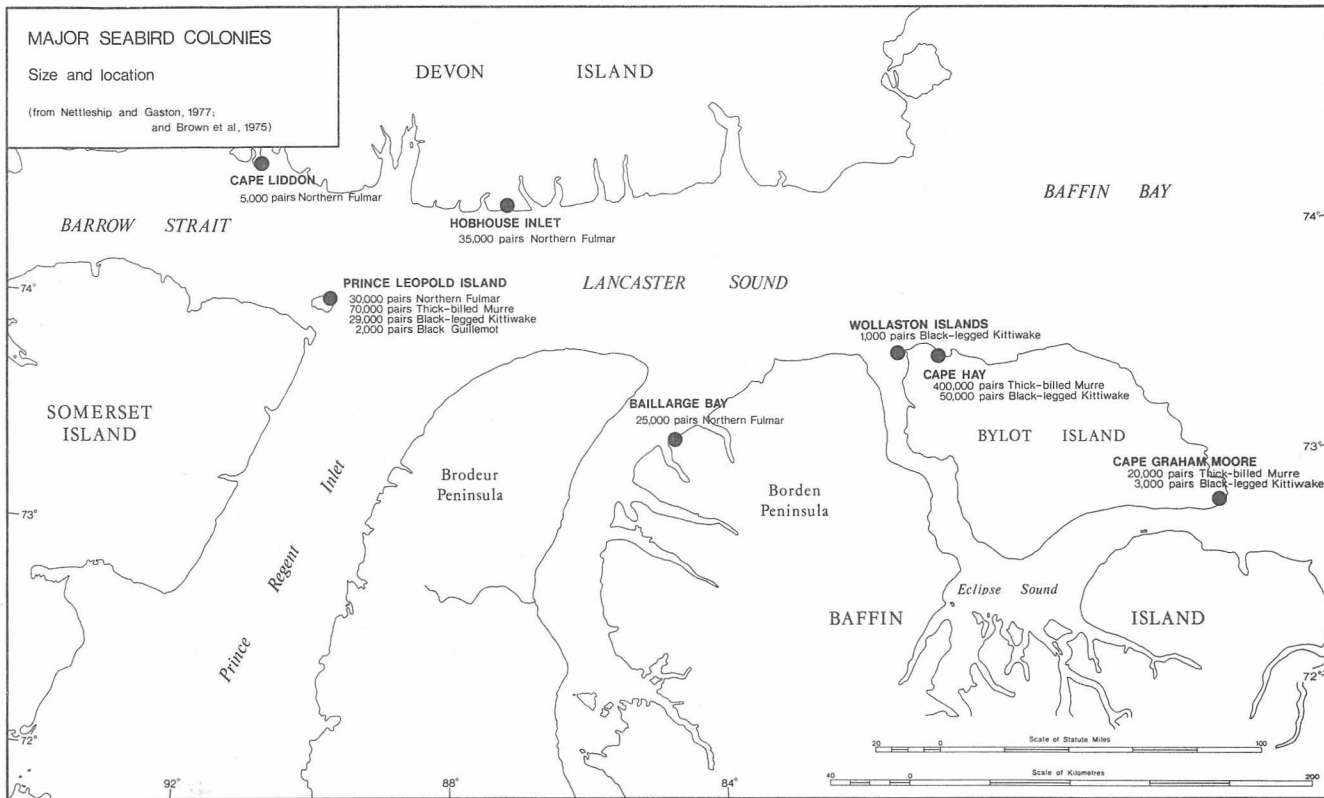 MAJOR SEABIRD COLONIES
Size and location
(from Nettleship and Gaston, 1977;
and Brown et al, 1975)
DEVON ISLAND
CAPE LIDDON
5,000 pairs Northern Fulmar
BARROW STRAIT
HOBHOUSE INLET
35,000 pairs Northern Fulmar
BAFFIN BAY
74°
74°
PRINCE LEOPOLD ISLAND
30,000 pairs Northern Fulmar
70,000 pairs Thick-billed Murre
29,000 pairs Black-legged Kittiwake
2,000 pairs Black Guillemot
LANCASTER SOUND
WOLLASTON ISLANDS
1,000 pairs Black-legged Kittiwake
CAPE HAY
400,000 pairs Thick-billed Murre
50,000 pairs Black-legged Kittiwake
SOMERSET
ISLAND
BAILLARGE BAY
25,000 pairs Northern Fulmar
BYLOT ISLAND
73°
CAPE GRAHAM MOORE
20,000 pairs Thick-billed Murre
3,000 pairs Black-legged Kittiwake
Brodeur
Peninsula
Borden
Peninsula
73°
Prince Regent Inlet
Eclipse Sound
BAFFIN ISLAND
72°
72°
Scale of Statute Miles
20 0 100
Scale of Kilometres
40 0 200
92° 88° 84°